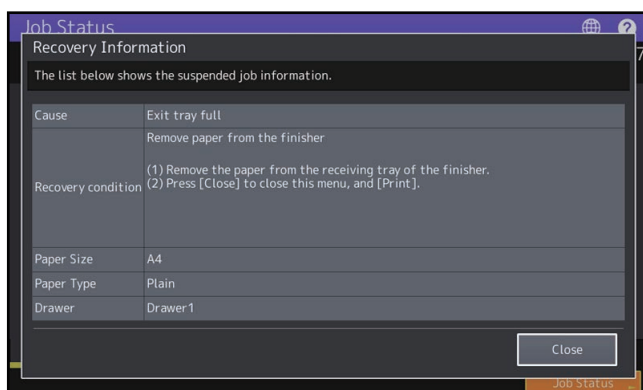 Job Status
Recovery Information
The list below shows the suspended job information.
Cause Exit tray full
Remove paper from the finisher
(1) Remove the paper from the receiving tray of the finisher.
Recovery condition (2) Press [Close] to close this menu, and [Print].
Paper Size A4
Paper Type Plain
Drawer Drawer1
Close
Job Status